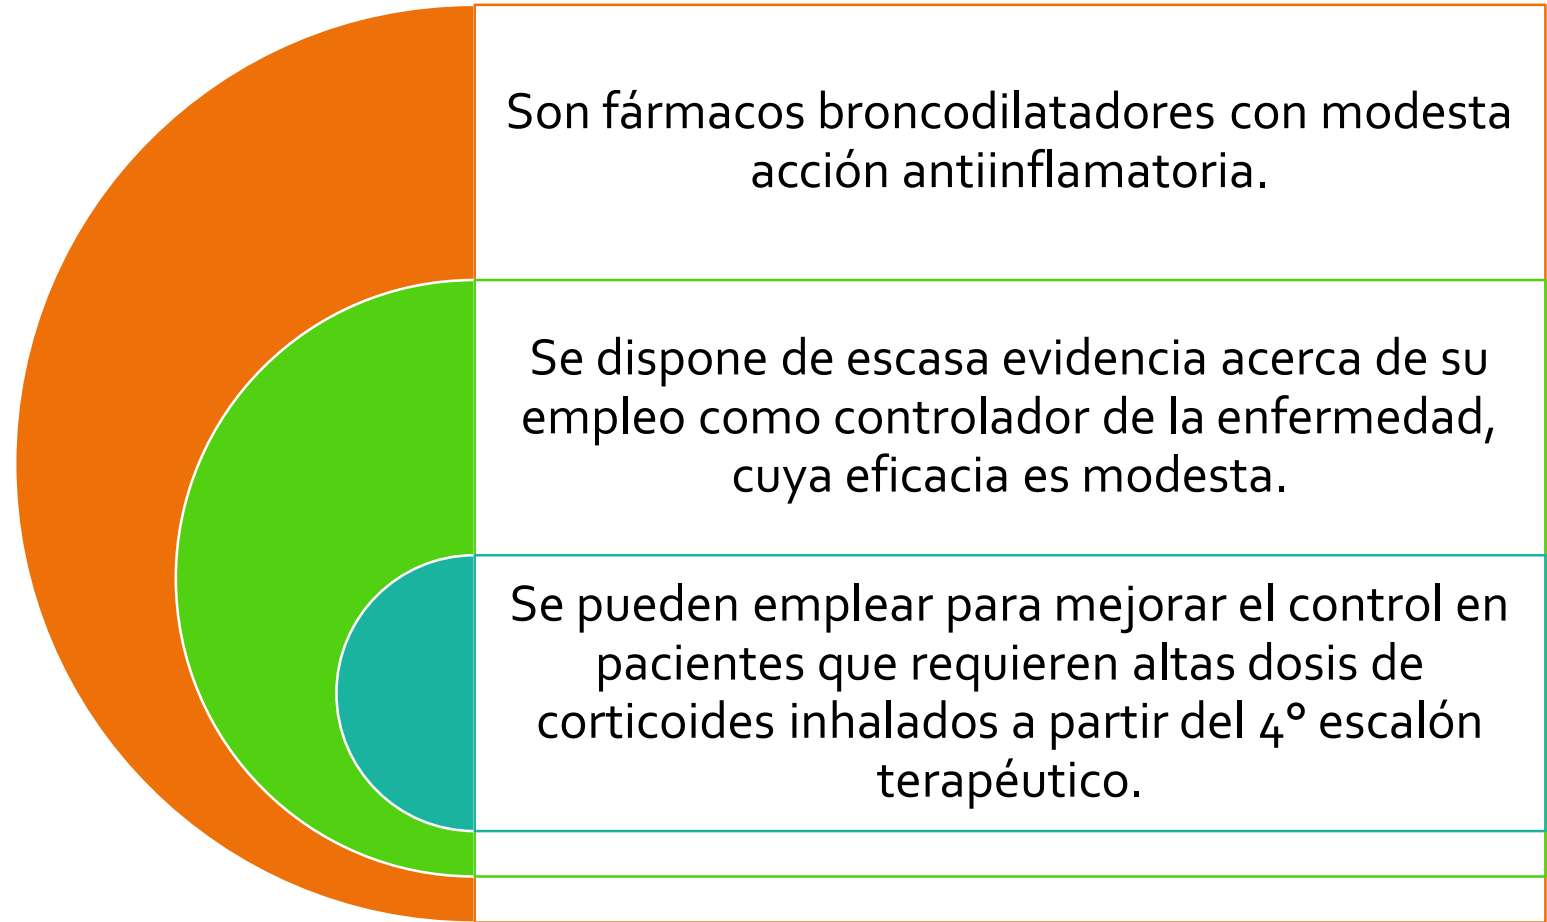 Son fármacos broncodilatadores con modesta
acción antiinflamatoria.
Se dispone de escasa evidencia acerca de su
empleo como controlador de la enfermedad,
cuya eficacia es modesta.
Se pueden emplear para mejorar el control en
pacientes que requieren altas dosis de
corticoides inhalados a partir del 4° escalón
terapéutico.